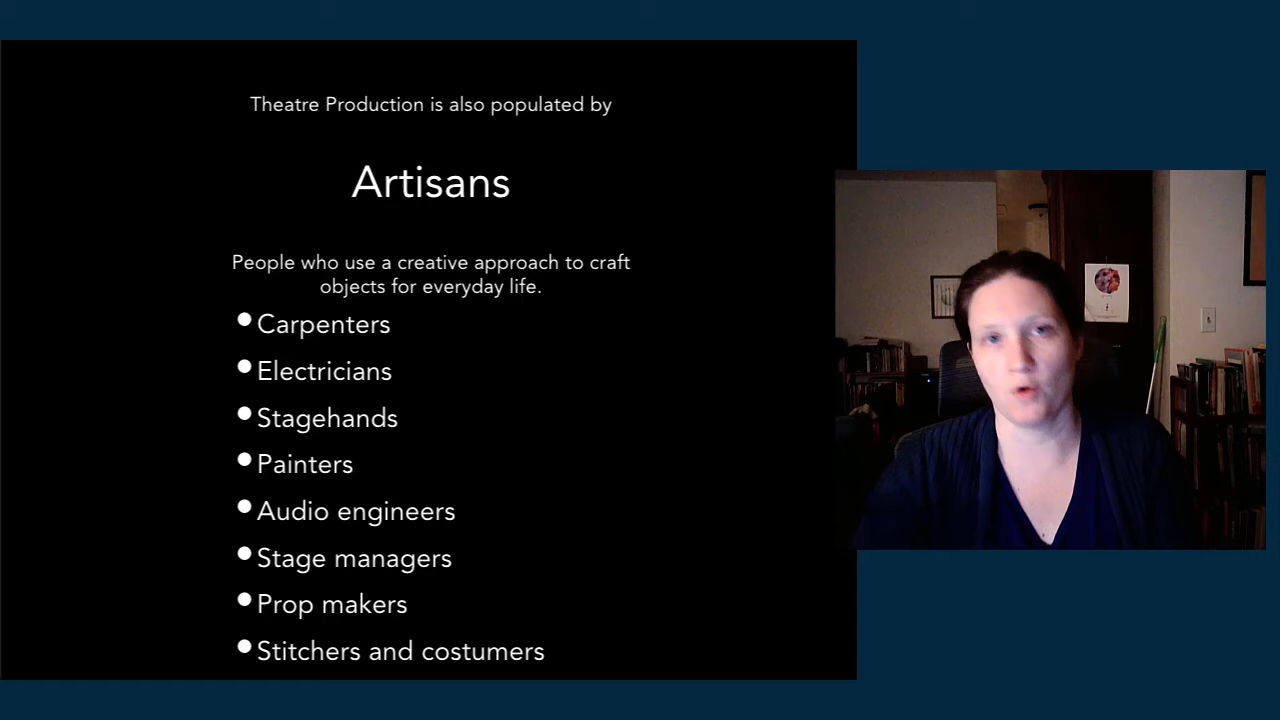 Theatre Production is also populated by
Artisans
People who use a creative approach to craft
objects for everyday life.
•Carpenters
•Electricians
•Stagehands
•Painters
•Audio engineers
•Stage managers
•Prop makers
•Stitchers and costumers